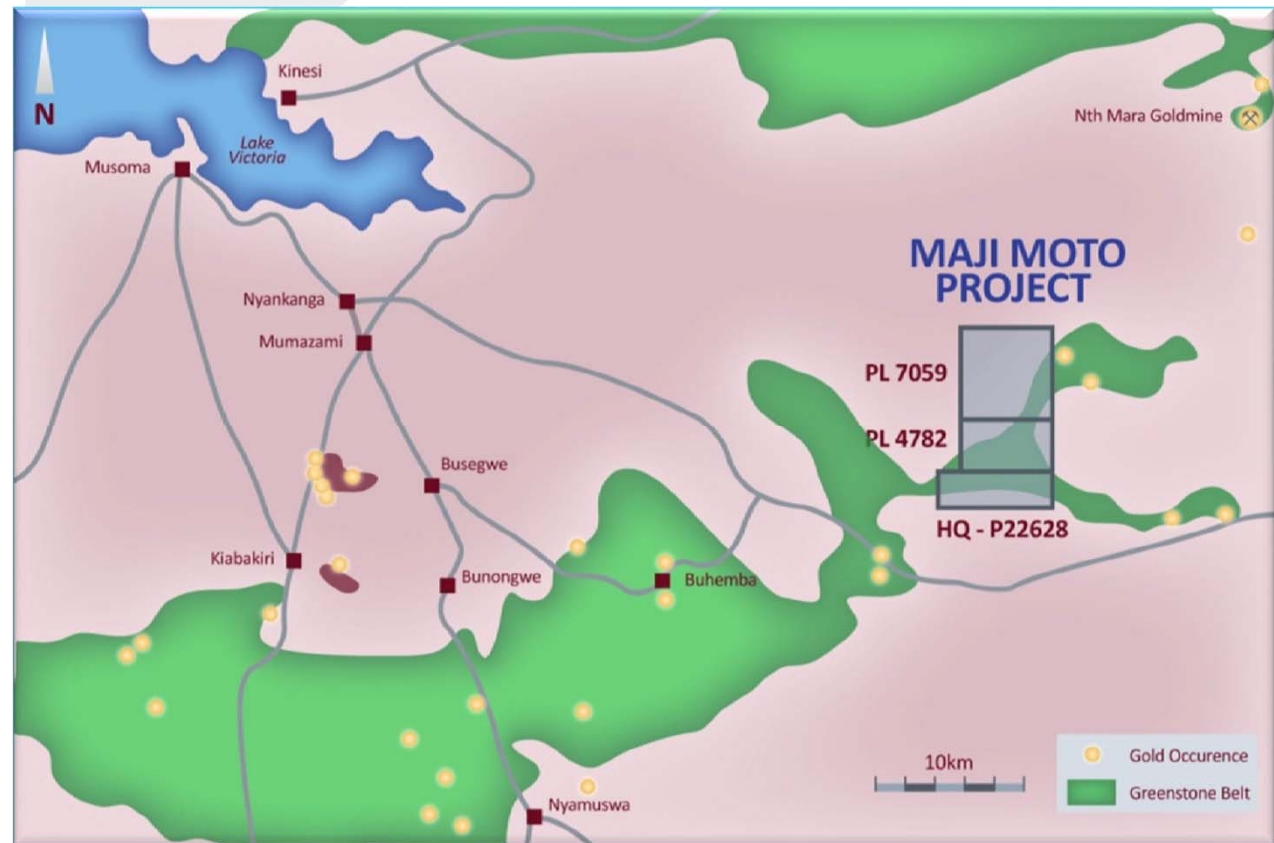 Kinesi
Nth Mara Goldmine
N
Lake
Victoria
Musoma
MAJI MOTO
PROJECT
Nyankanga
Mumazami
PL 7059
PL 4782
Busegwe
HQ - P22628
Kiabakiri
Bunongwe
Buhemba
10km
Gold Occurence
Greenstone Belt
Nyamuswa